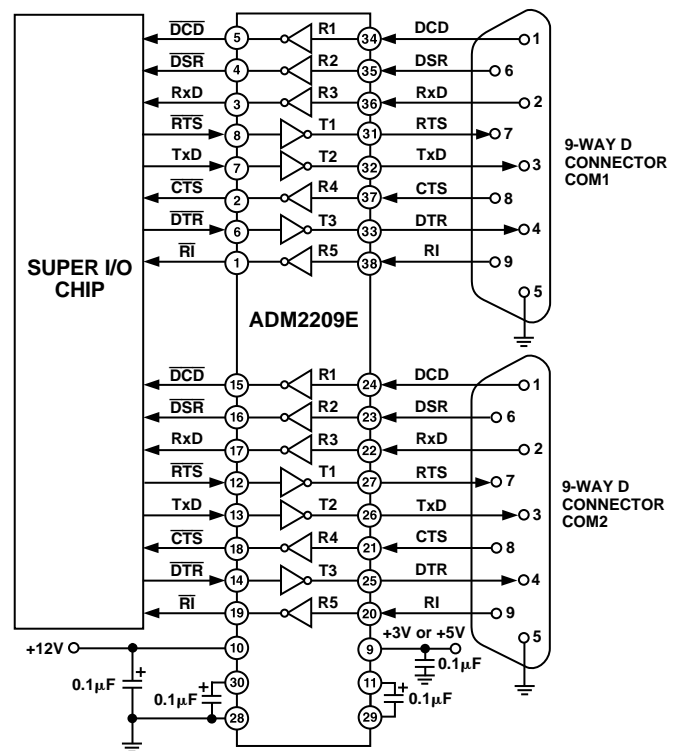 DCD 5 R1 34 DCD 1
DSR 4 R2 35 DSR 6
RxD 3 R3 36 RxD 2
RTS 8 T1 31 RTS 7
TxD 7 T2 32 TxD 3
CTS 2 R4 37 CTS 8
DTR 6 T3 33 DTR 4
RI 1 R5 38 RI 9
5
9-WAY D
CONNECTOR
COM1
SUPER I/O
CHIP
ADM2209E
DCD 15 R1 24 DCD 1
DSR 16 R2 23 DSR 6
RxD 17 R3 22 RxD 2
RTS 12 T1 27 RTS 7
TxD 13 T2 26 TxD 3
CTS 18 R4 21 CTS 8
DTR 14 T3 25 DTR 4
RI 19 R5 20 RI 9
5
9-WAY D
CONNECTOR
COM2
+12V 10 9 +3V or +5V
0.1μF + 0.1μF
0.1μF + 30 11 + 0.1μF
28 29